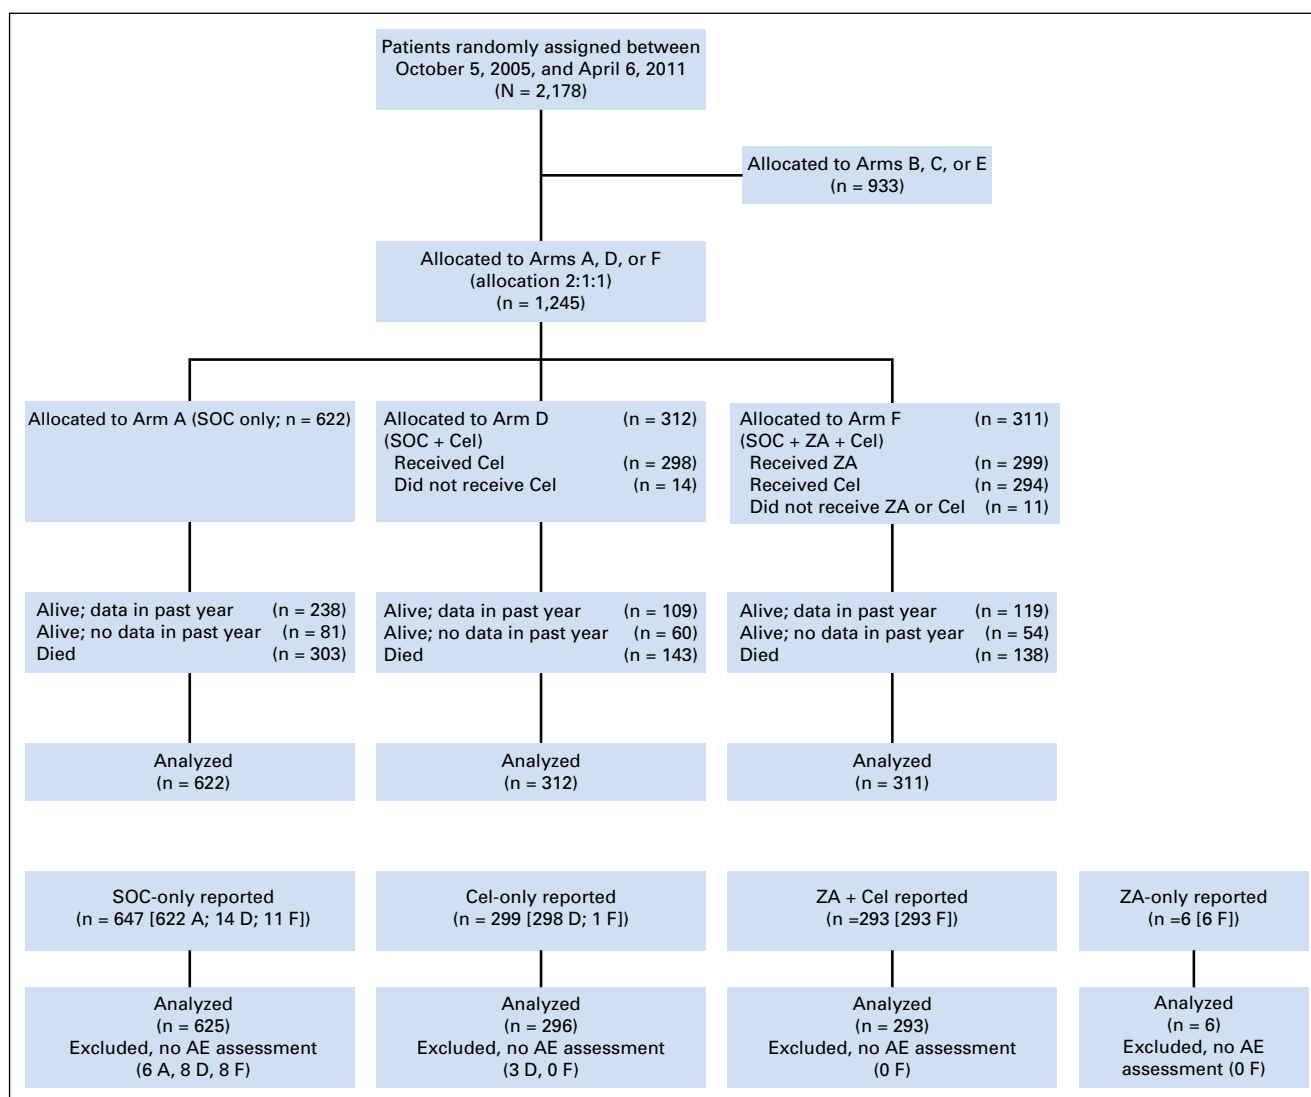 Patients randomly assigned between
October 5, 2005, and April 6, 2011
(N = 2,178)
Allocated to Arms B, C, or E
(n = 933)
Allocated to Arms A, D, or F
(allocation 2:1:1)
(n = 1,245)
Allocated to Arm A (SOC only; n = 622)
Allocated to Arm D (n = 312)
(SOC + Cel)
Received Cel (n = 298)
Did not receive Cel (n = 14)
Allocated to Arm F (n = 311)
(SOC + ZA + Cel)
Received ZA (n = 299)
Received Cel (n = 294)
Did not receive ZA or Cel (n = 11)
Alive; data in past year (n = 238)
Alive; no data in past year (n = 81)
Died (n = 303)
Alive; data in past year (n = 109)
Alive; no data in past year (n = 60)
Died (n = 143)
Alive; data in past year (n = 119)
Alive; no data in past year (n = 54)
Died (n = 138)
Analyzed
(n = 622)
Analyzed
(n = 312)
Analyzed
(n = 311)
SOC-only reported
(n = 647 [622 A; 14 D; 11 F])
Cel-only reported
(n = 299 [298 D; 1 F])
ZA + Cel reported
(n =293 [293 F])
ZA-only reported
(n =6 [6 F])
Analyzed
(n = 625)
Excluded, no AE assessment
(6 A, 8 D, 8 F)
Analyzed
(n = 296)
Excluded, no AE assessment
(3 D, 0 F)
Analyzed
(n = 293)
Excluded, no AE assessment
(0 F)
Analyzed
(n = 6)
Excluded, no AE
assessment (0 F)